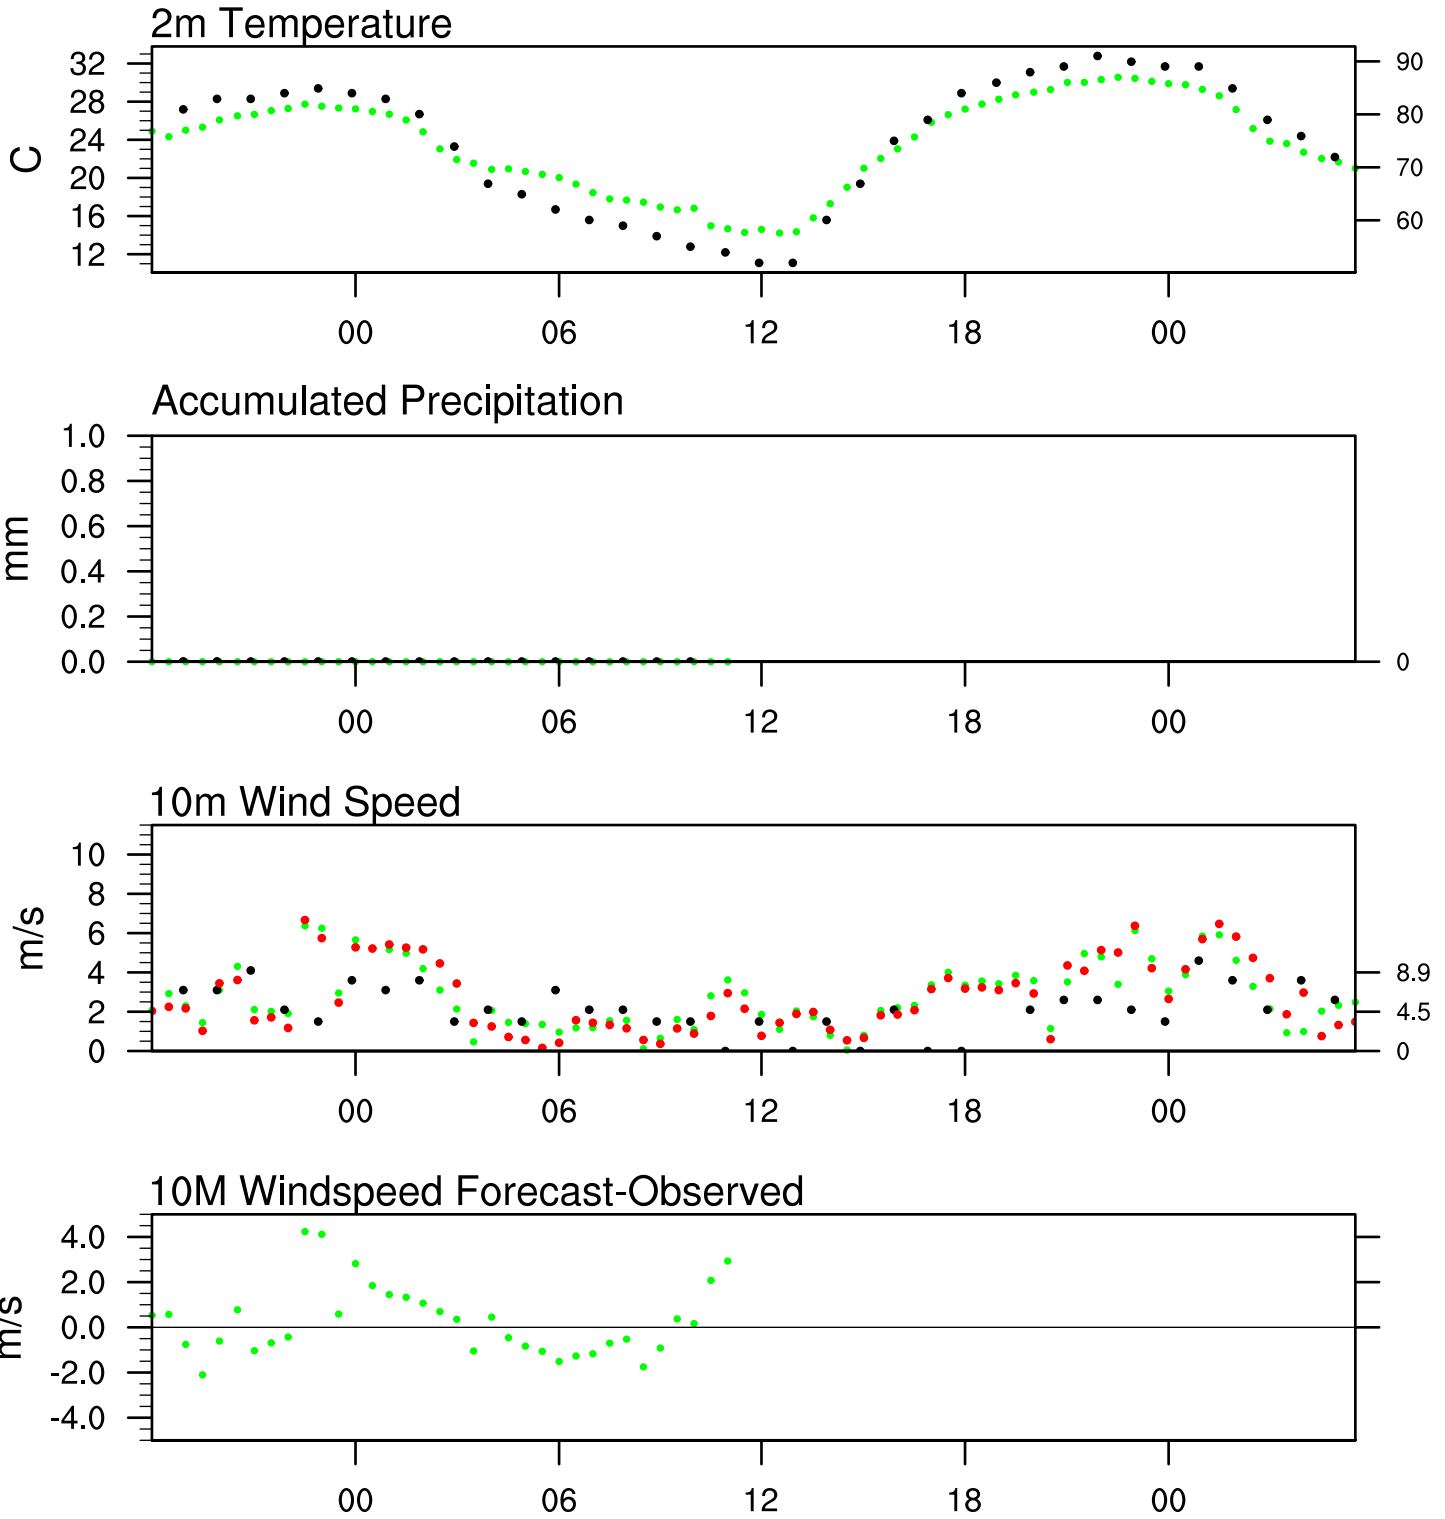 2m Temperature
32
28
24
20
16
12
C
90
80
70
60
00 06 12 18 00
Accumulated Precipitation
1.0
0.8
0.6
0.4
0.2
0.0
mm
0
00 06 12 18 00
10m Wind Speed
10
8
6
4
2
0
m/s
8.9
4.5
0
00 06 12 18 00
10M Windspeed Forecast-Observed
4.0
2.0
0.0
-2.0
-4.0
m/s
00 06 12 18 00